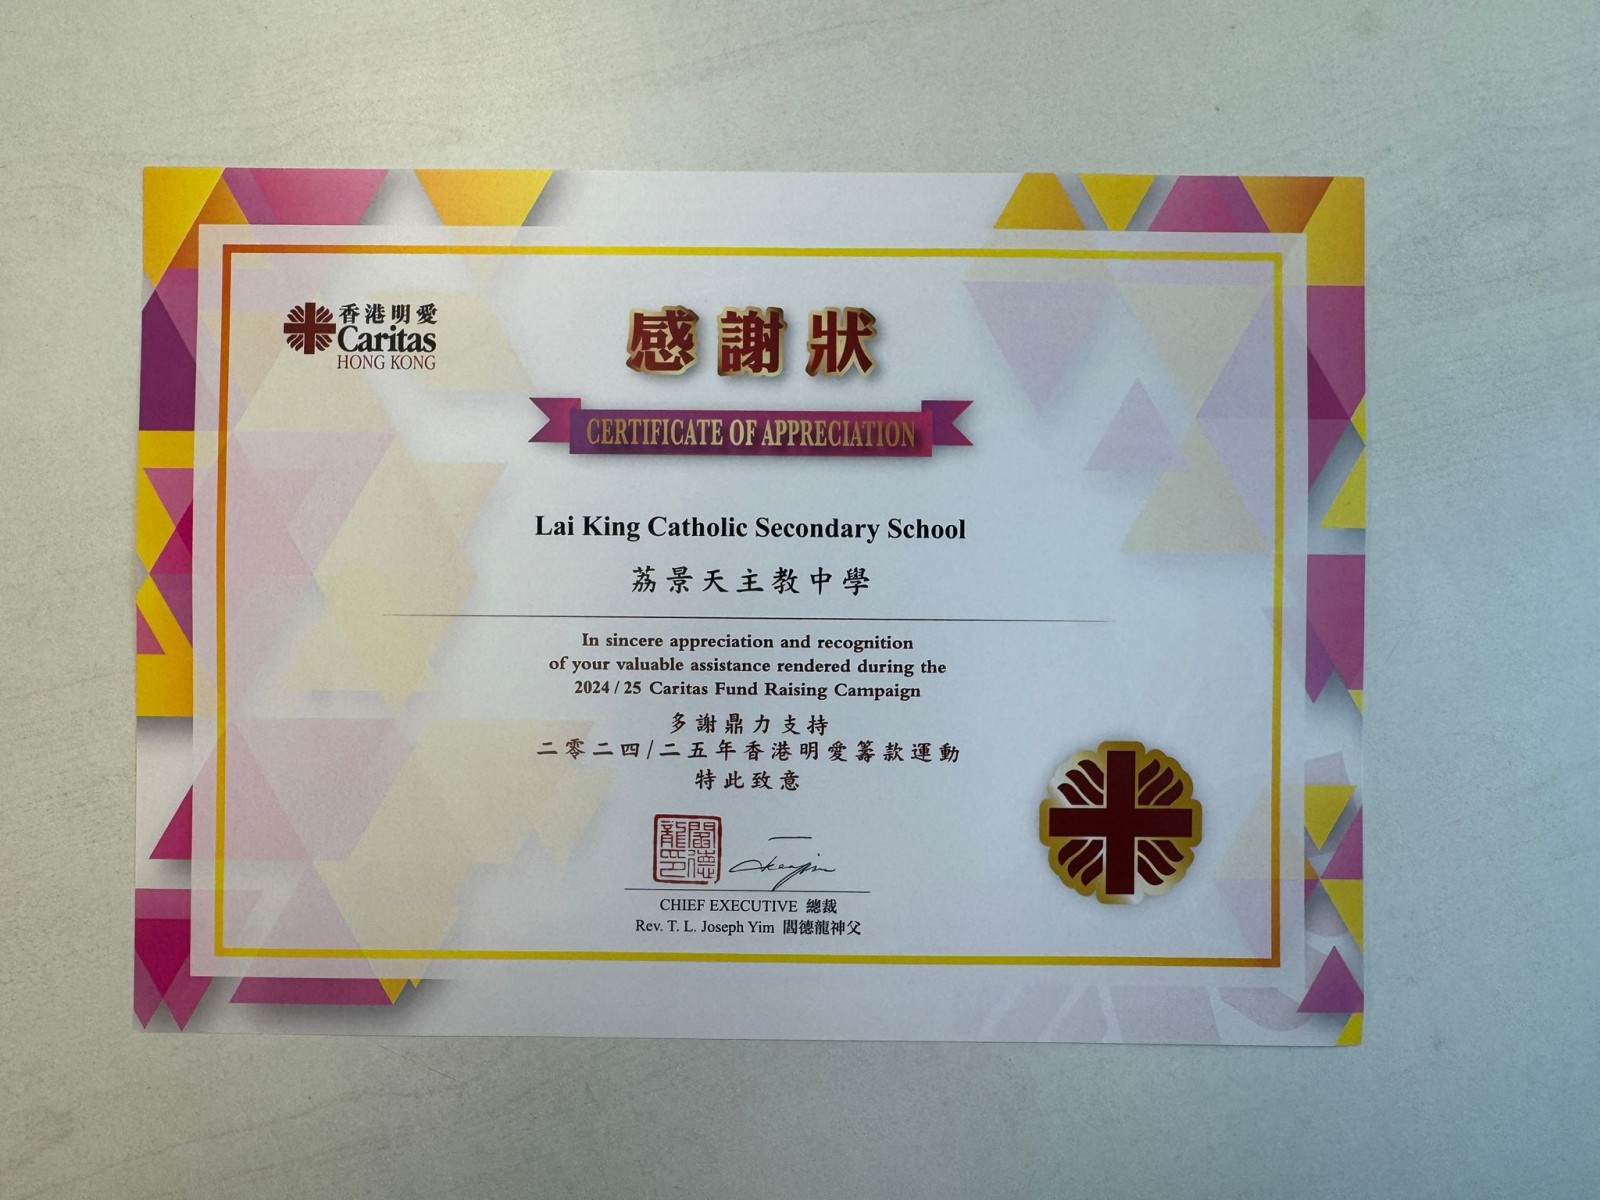 香港明愛
Caritas
HONG KONG
感謝狀
CERTIFICATE OF APPRECIATION
Lai King Catholic Secondary School
荔景天主教中學
In sincere appreciation and recognition
of your valuable assistance rendered during the
2024 / 25 Caritas Fund Raising Campaign
多謝鼎力支持
二零二四/二五年香港明愛籌款運動
特此致意
閻德龍印
CHIEF EXECUTIVE 總裁
Rev. T. L. Joseph Yim 閻德龍神父